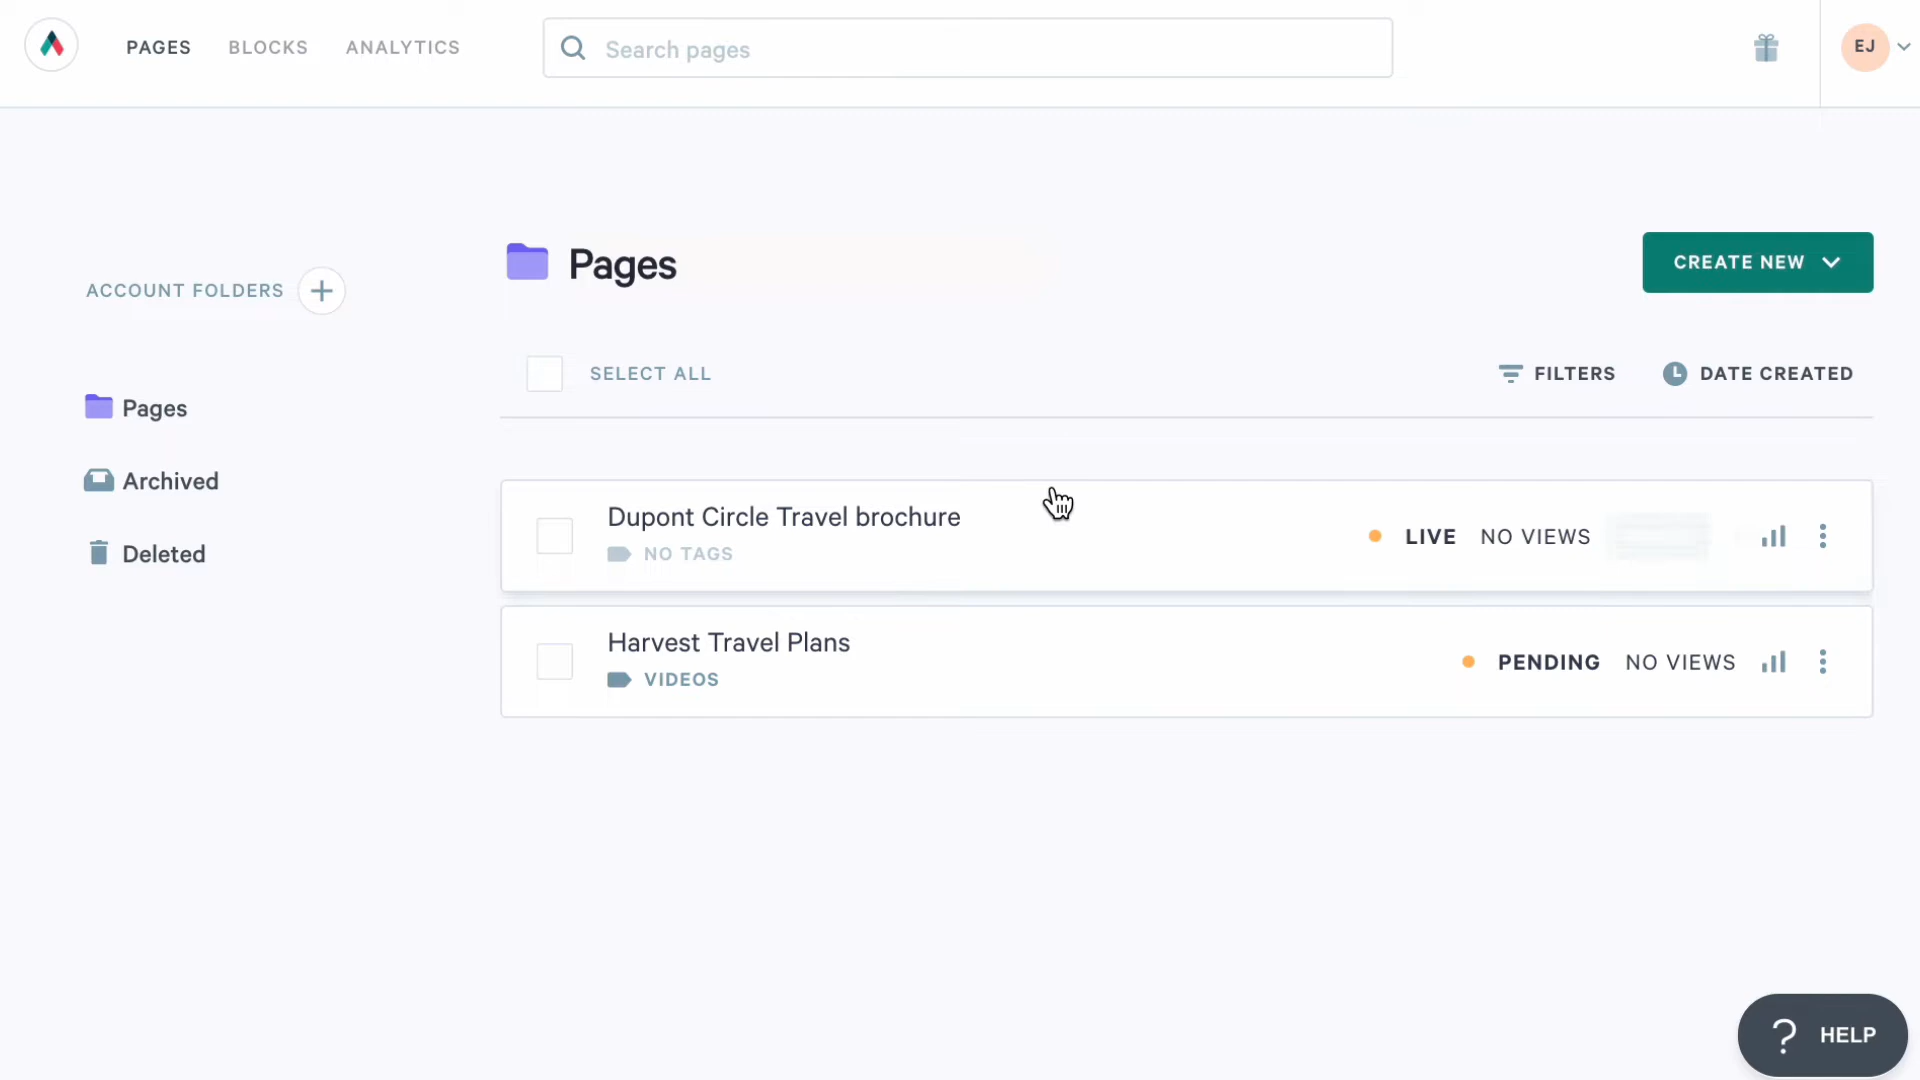 PAGES BLOCKS ANALYTICS Search pages EJ
Pages
CREATE NEW
ACCOUNT FOLDERS
SELECT ALL FILTERS DATE CREATED
Pages
Archived
Deleted
Dupont Circle Travel brochure
NO TAGS
LIVE NO VIEWS
Harvest Travel Plans
VIDEOS
PENDING NO VIEWS
? HELP